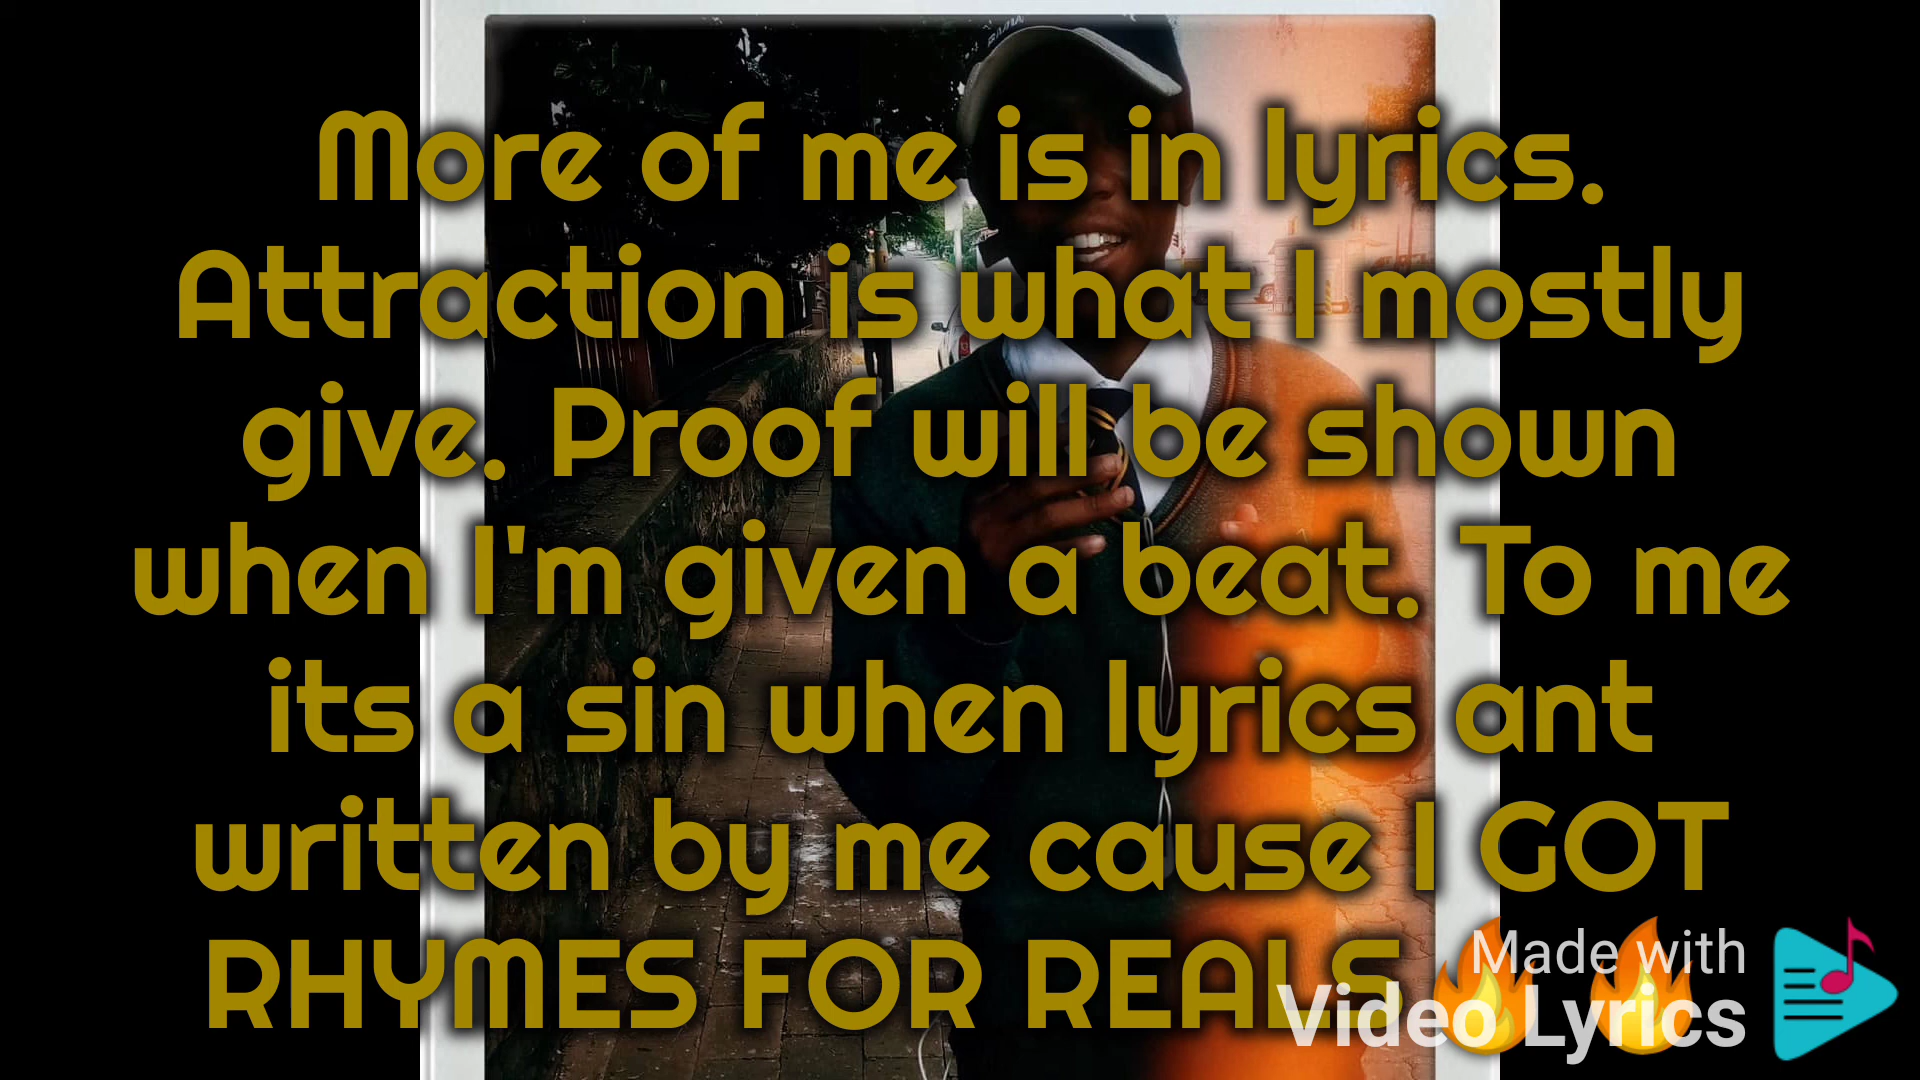 More of me is in lyrics.
Attraction is what I mostly
give. Proof will be shown
when I'm given a beat. To me
its a sin when lyrics ant
written by me cause I GOT
RHYMES FOR REALS🔥🔥
Made with
Video Lyrics